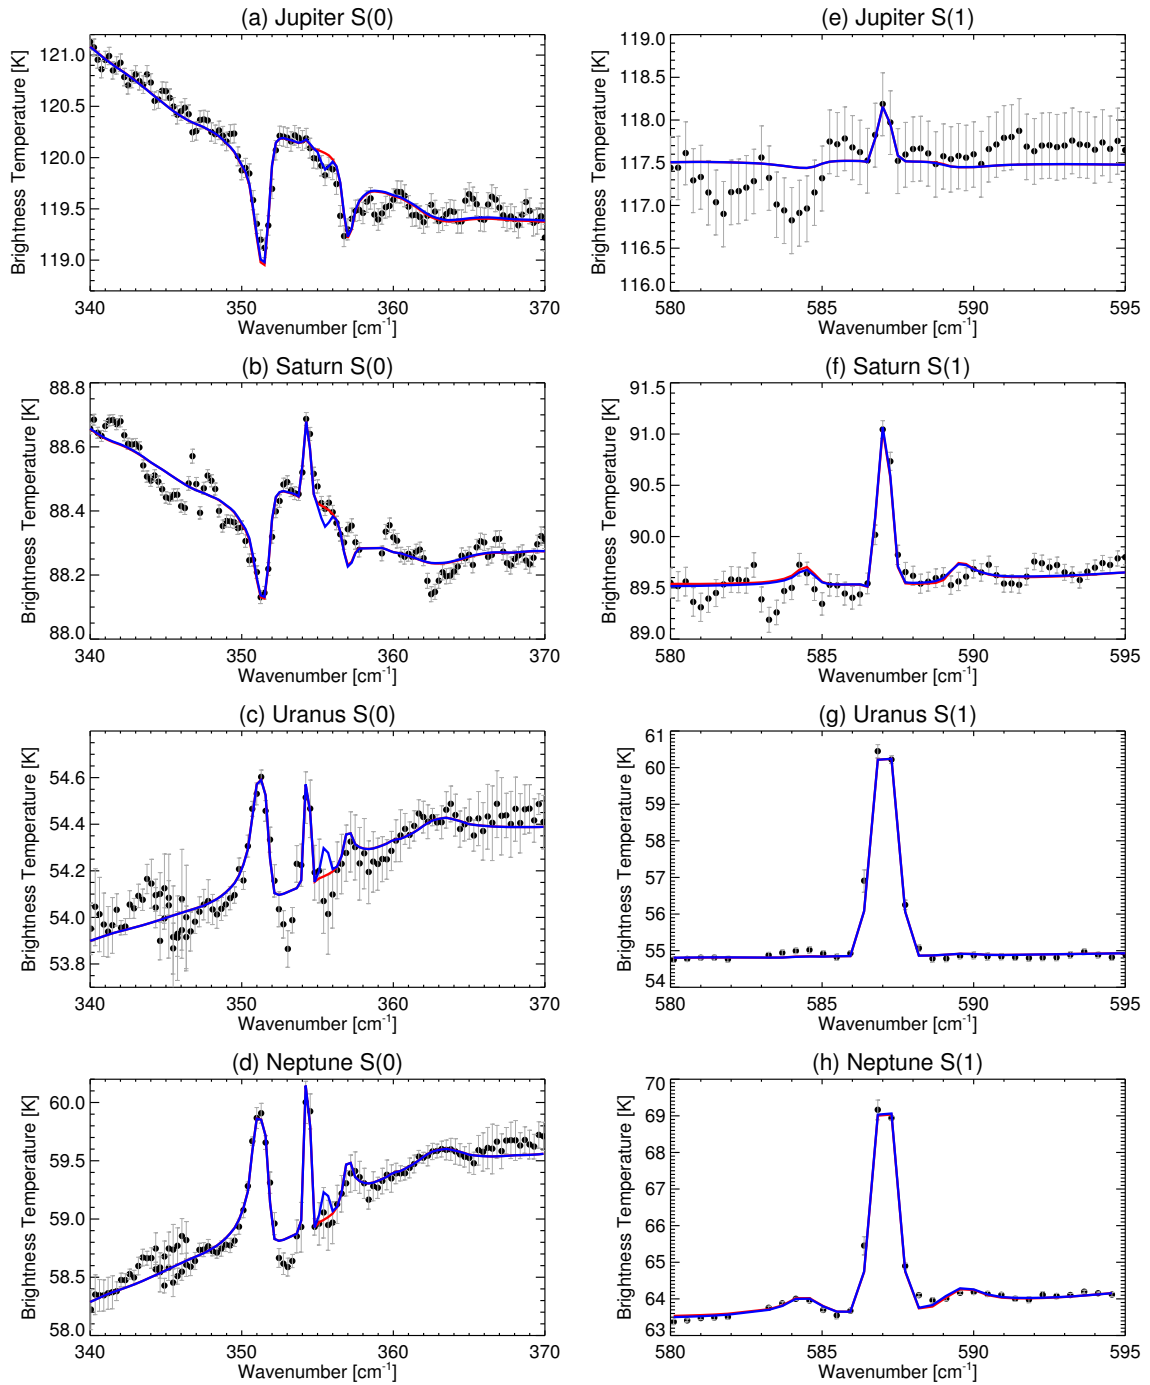 (a) Jupiter S(0)
Brightness Temperature [K]
121.0
120.5
120.0
119.5
119.0
340 350 360 370
Wavenumber [cm-1]
(e) Jupiter S(1)
Brightness Temperature [K]
119.0
118.5
118.0
117.5
117.0
116.5
116.0
580 585 590 595
Wavenumber [cm-1]
(b) Saturn S(0)
Brightness Temperature [K]
88.8
88.6
88.4
88.2
88.0
340 350 360 370
Wavenumber [cm-1]
(f) Saturn S(1)
Brightness Temperature [K]
91.5
91.0
90.5
90.0
89.5
89.0
580 585 590 595
Wavenumber [cm-1]
(c) Uranus S(0)
Brightness Temperature [K]
54.6
54.4
54.2
54.0
53.8
340 350 360 370
Wavenumber [cm-1]
(g) Uranus S(1)
Brightness Temperature [K]
61
60
59
58
57
56
55
54
580 585 590 595
Wavenumber [cm-1]
(d) Neptune S(0)
Brightness Temperature [K]
60.0
59.5
59.0
58.5
58.0
340 350 360 370
Wavenumber [cm-1]
(h) Neptune S(1)
Brightness Temperature [K]
70
69
68
67
66
65
64
63
580 585 590 595
Wavenumber [cm-1]